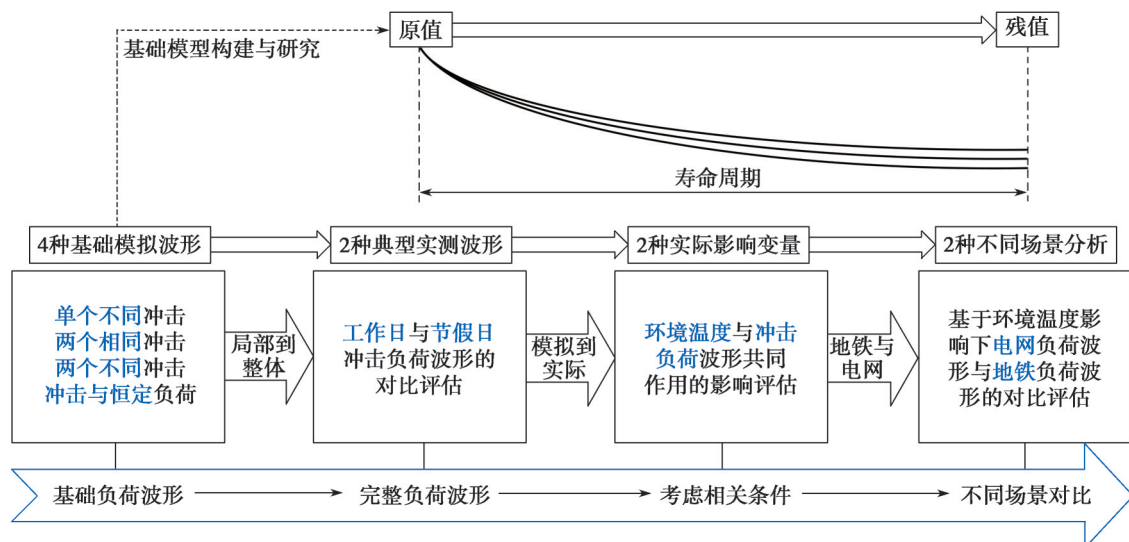 原值
残值
基础模型构建与研究
寿命周期
4种基础模拟波形
2种典型实测波形
2种实际影响变量
2种不同场景分析
单个不同冲击
两个相同冲击
两个不同冲击
冲击与恒定负荷
局部到
整体
工作日与节假日
冲击负荷波形的
对比评估
模拟到
实际
环境温度与冲击
负荷波形共同
作用的影响评估
地铁与
电网
基于环境温度影
响下电网负荷波
形与地铁负荷波
形的对比评估
基础负荷波形
完整负荷波形
考虑相关条件
不同场景对比